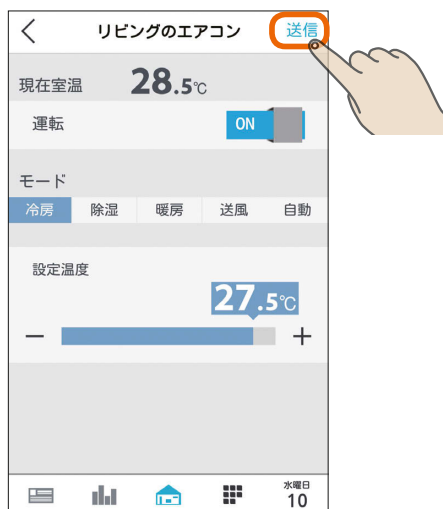 リビングのエアコン 送信
現在室温 28.5℃
運転 ON
モード
冷房 除湿 暖房 送風 自動
設定温度
27.5℃
− +
水曜日
10